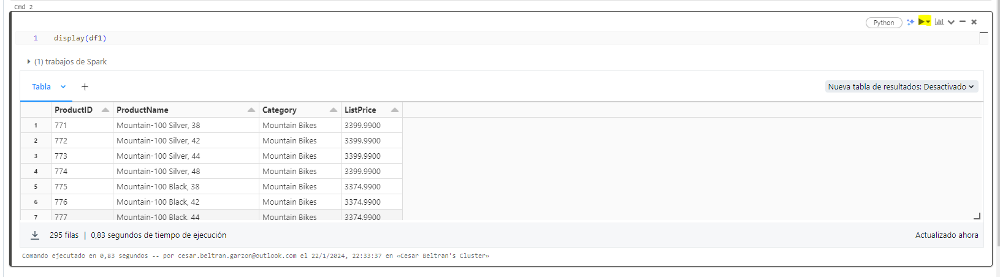 Cmd 2
Python
1 display(df1)
(1) trabajos de Spark
Tabla +
Nueva tabla de resultados: Desactivado
ProductID ProductName Category ListPrice
1 771 Mountain-100 Silver, 38 Mountain Bikes 3399.9900
2 772 Mountain-100 Silver, 42 Mountain Bikes 3399.9900
3 773 Mountain-100 Silver, 44 Mountain Bikes 3399.9900
4 774 Mountain-100 Silver, 48 Mountain Bikes 3399.9900
5 775 Mountain-100 Black, 38 Mountain Bikes 3374.9900
6 776 Mountain-100 Black, 42 Mountain Bikes 3374.9900
7 777 Mountain-100 Black, 44 Mountain Bikes 3374.9900
295 filas | 0,83 segundos de tiempo de ejecución
Actualizado ahora
Comando ejecutado en 0,83 segundos -- por cesar.beltran.garzon@outlook.com el 22/1/2024, 22:33:37 en «Cesar Beltran's Cluster»